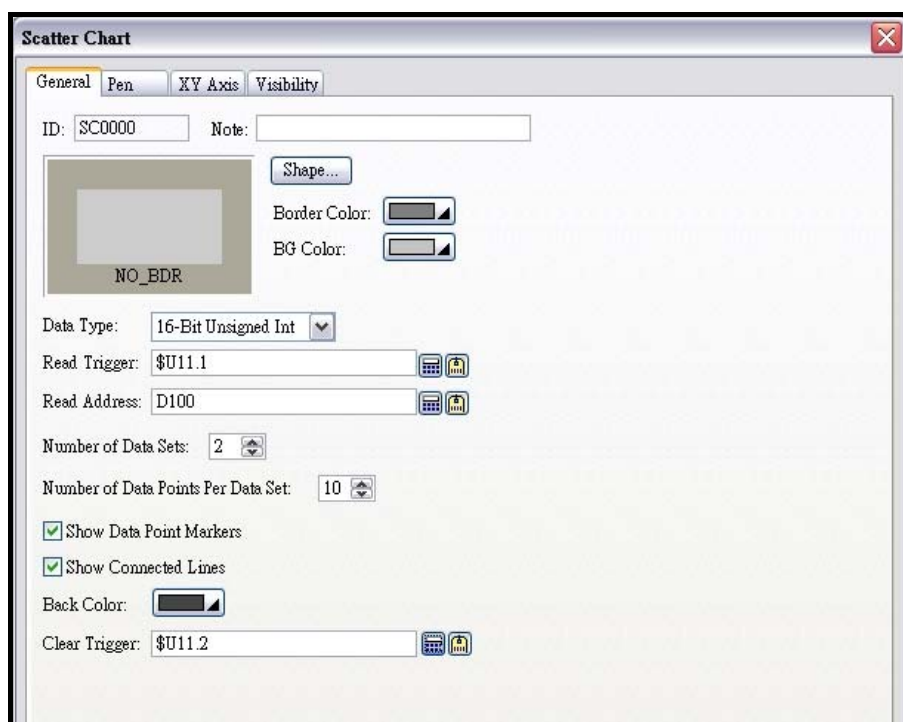 Scatter Chart
General Pen XY Axis Visibility
ID: SC0000 Note:
Shape...
Border Color:
BG Color:
NO_BDR
Data Type: 16-Bit Unsigned Int
Read Trigger: $U11.1
Read Address: D100
Number of Data Sets: 2
Number of Data Points Per Data Set: 10
Show Data Point Markers
Show Connected Lines
Back Color:
Clear Trigger: $U11.2